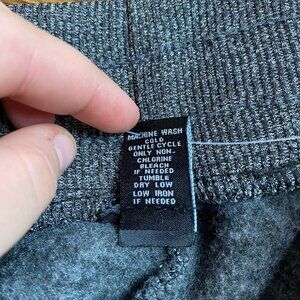 MACHINE WASH
COLD
GENTLE CYCLE
ONLY NON-
CHLORINE
BLEACH
IF NEEDED
TUMBLE
DRY LOW
LOW IRON
IF NEEDED